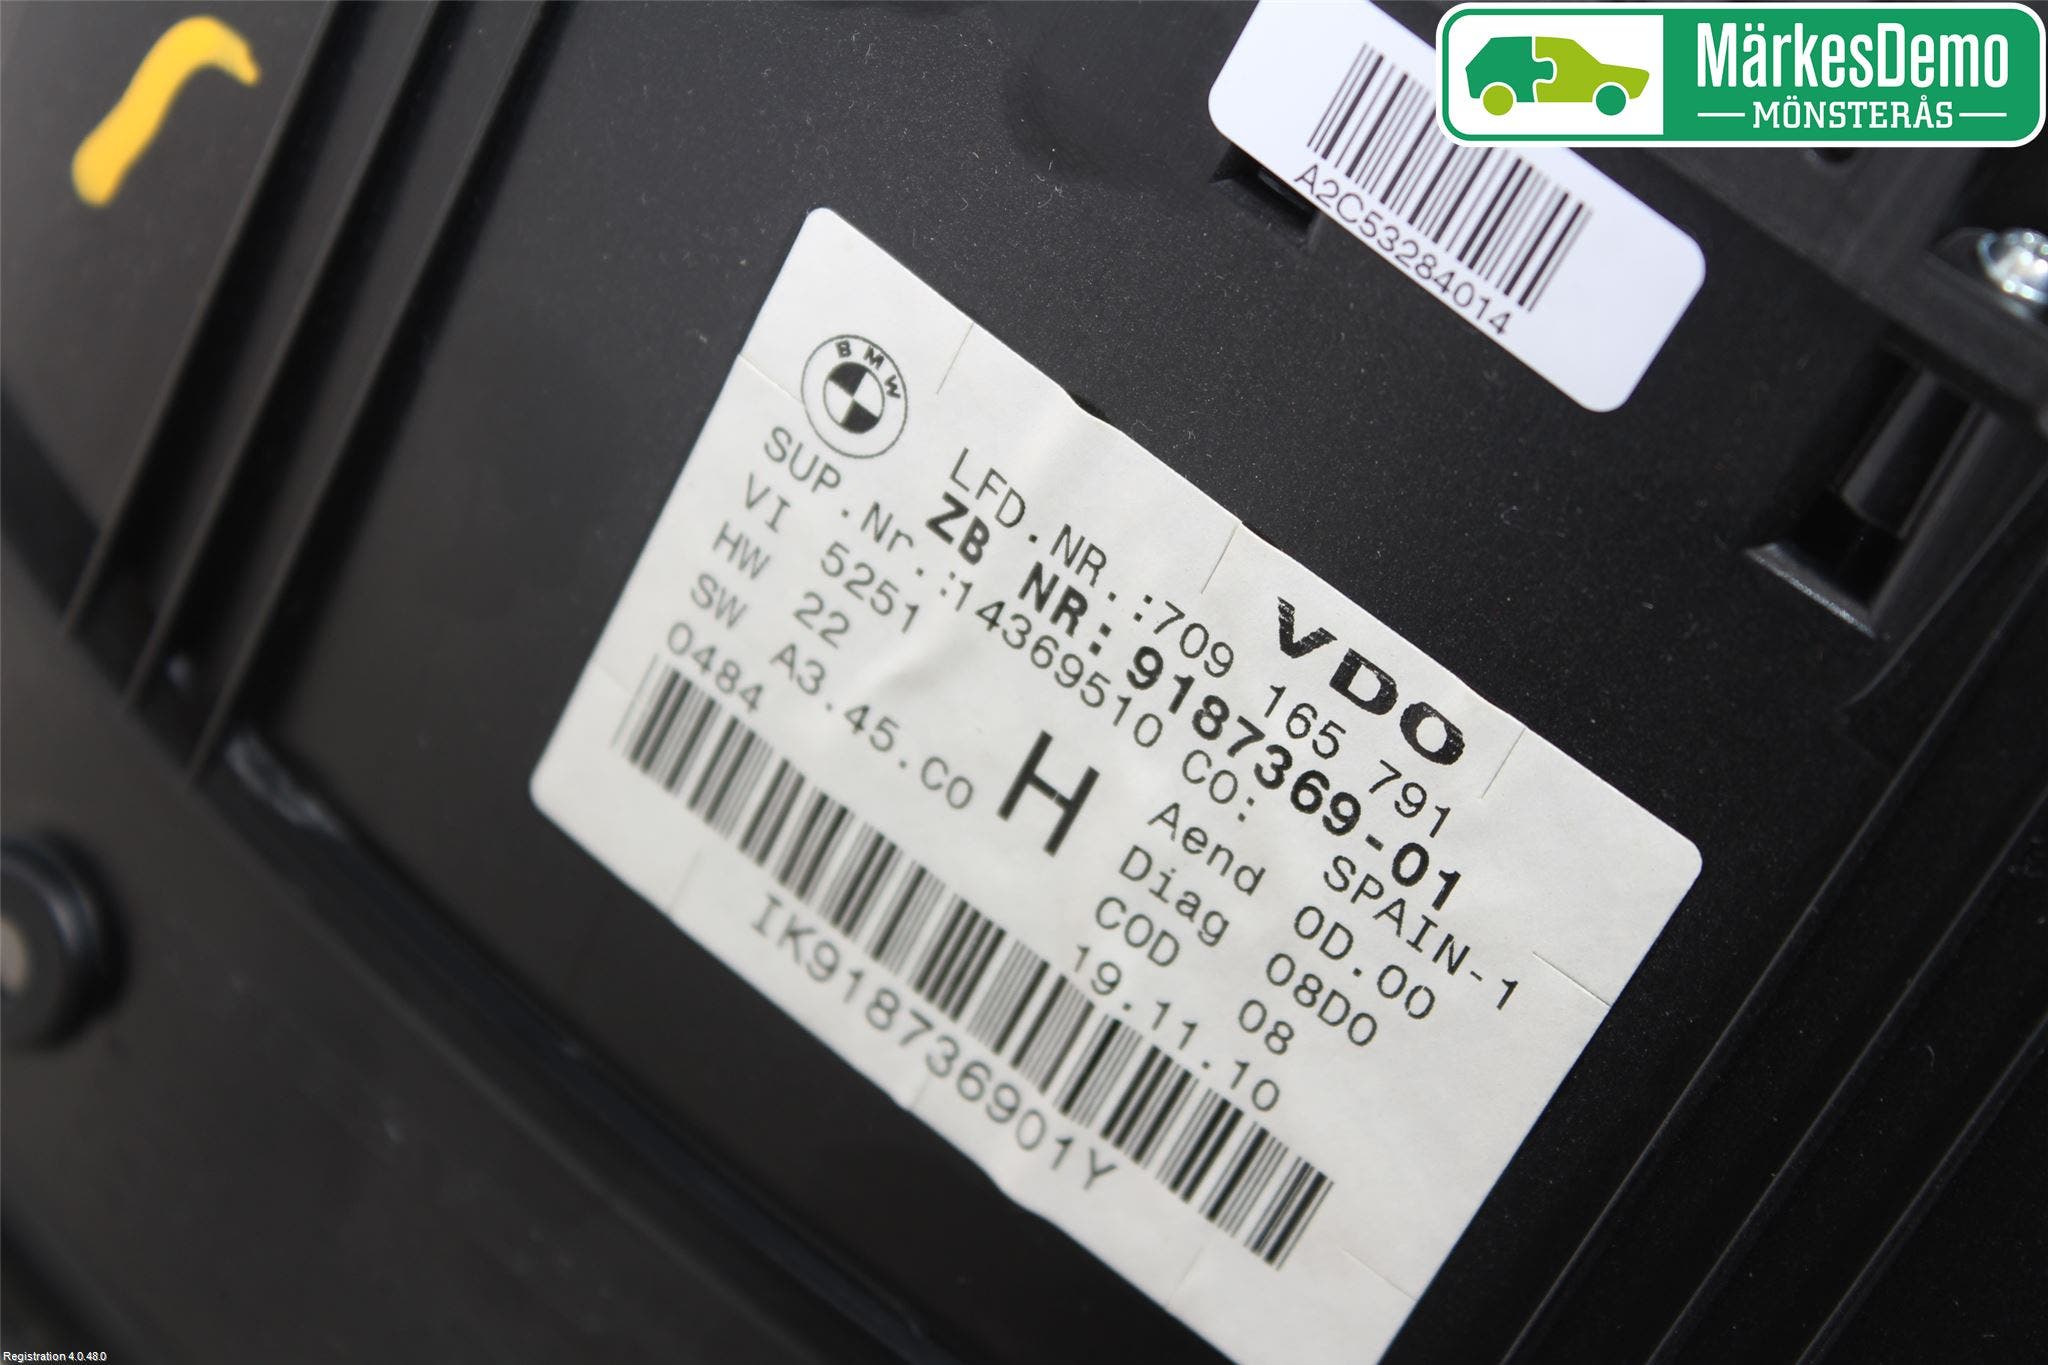 MärkesDemo
MÖNSTERÅS
A2C53284014
BMW
VDO
LFD.NR.:709 165 791
ZB NR:9187369-01
SUP.Nr.:14369510 CO: SPAIN-1
VI 5251 Aend 0D.00
HW 22 H Diag 08D0
SW A3.45.C0 COD 08
0484 19.11.10
IK918736901Y
Registration 4.0.48.0